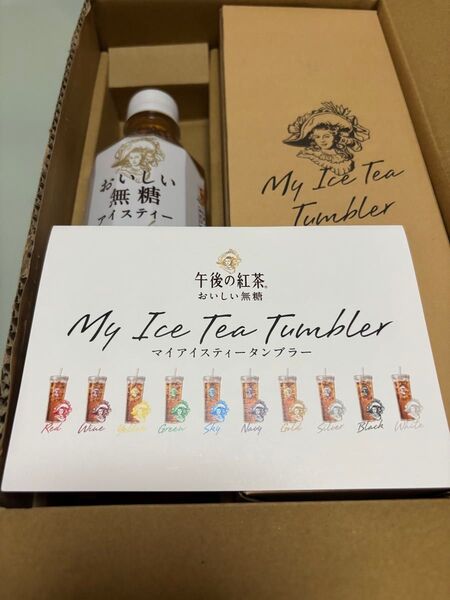 おいしい
無糖
アイスティー
My Ice Tea
Tumbler
午後の紅茶®
おいしい無糖
My Ice Tea Tumbler
マイアイスティータンブラー
Red Wine Yellow Green Sky Navy Gold Silver Black White